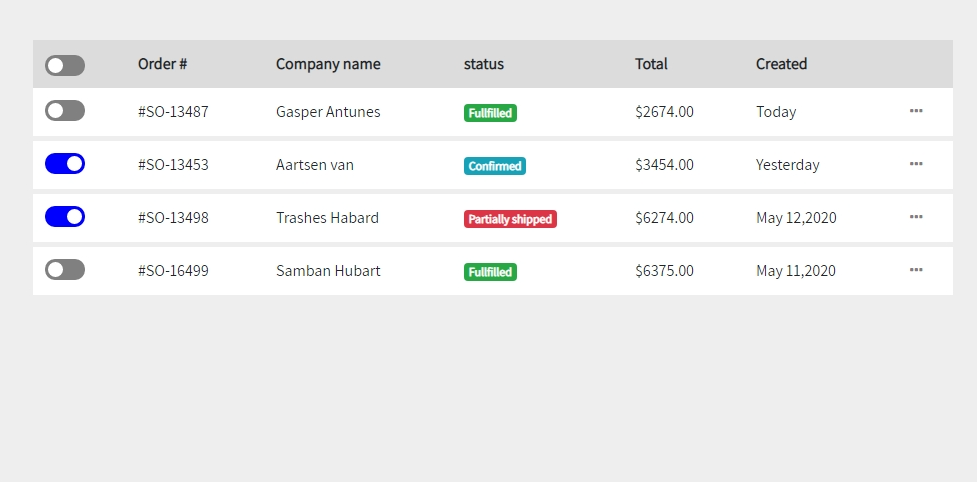 Order # Company name status Total Created
#SO-13487 Gasper Antunes Fullfilled $2674.00 Today
#SO-13453 Aartsen van Confirmed $3454.00 Yesterday
#SO-13498 Trashes Habard Partially shipped $6274.00 May 12,2020
#SO-16499 Samban Hubart Fullfilled $6375.00 May 11,2020